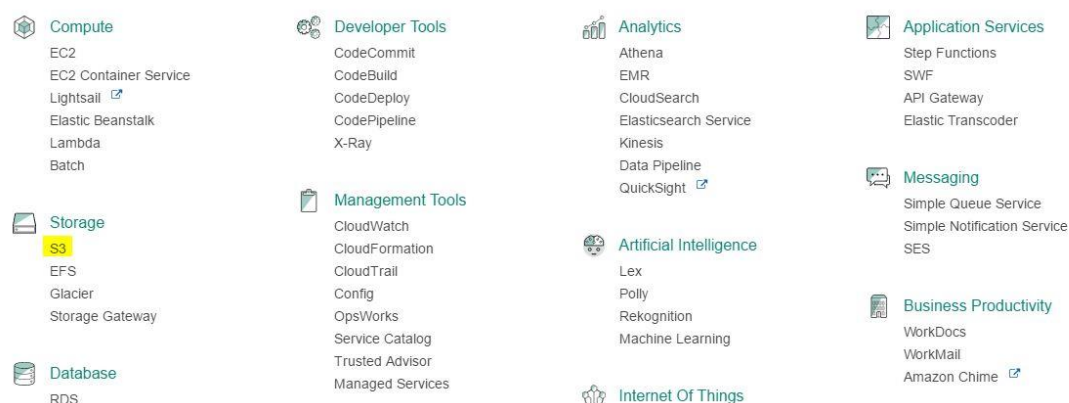 Compute
EC2
EC2 Container Service
Lightsail
Elastic Beanstalk
Lambda
Batch
Storage
S3
EFS
Glacier
Storage Gateway
Database
RDS
Developer Tools
CodeCommit
CodeBuild
CodeDeploy
CodePipeline
X-Ray
Management Tools
CloudWatch
CloudFormation
CloudTrail
Config
OpsWorks
Service Catalog
Trusted Advisor
Managed Services
Analytics
Athena
EMR
CloudSearch
Elasticsearch Service
Kinesis
Data Pipeline
QuickSight
Artificial Intelligence
Lex
Polly
Rekognition
Machine Learning
Internet Of Things
Application Services
Step Functions
SWF
API Gateway
Elastic Transcoder
Messaging
Simple Queue Service
Simple Notification Service
SES
Business Productivity
WorkDocs
WorkMail
Amazon Chime